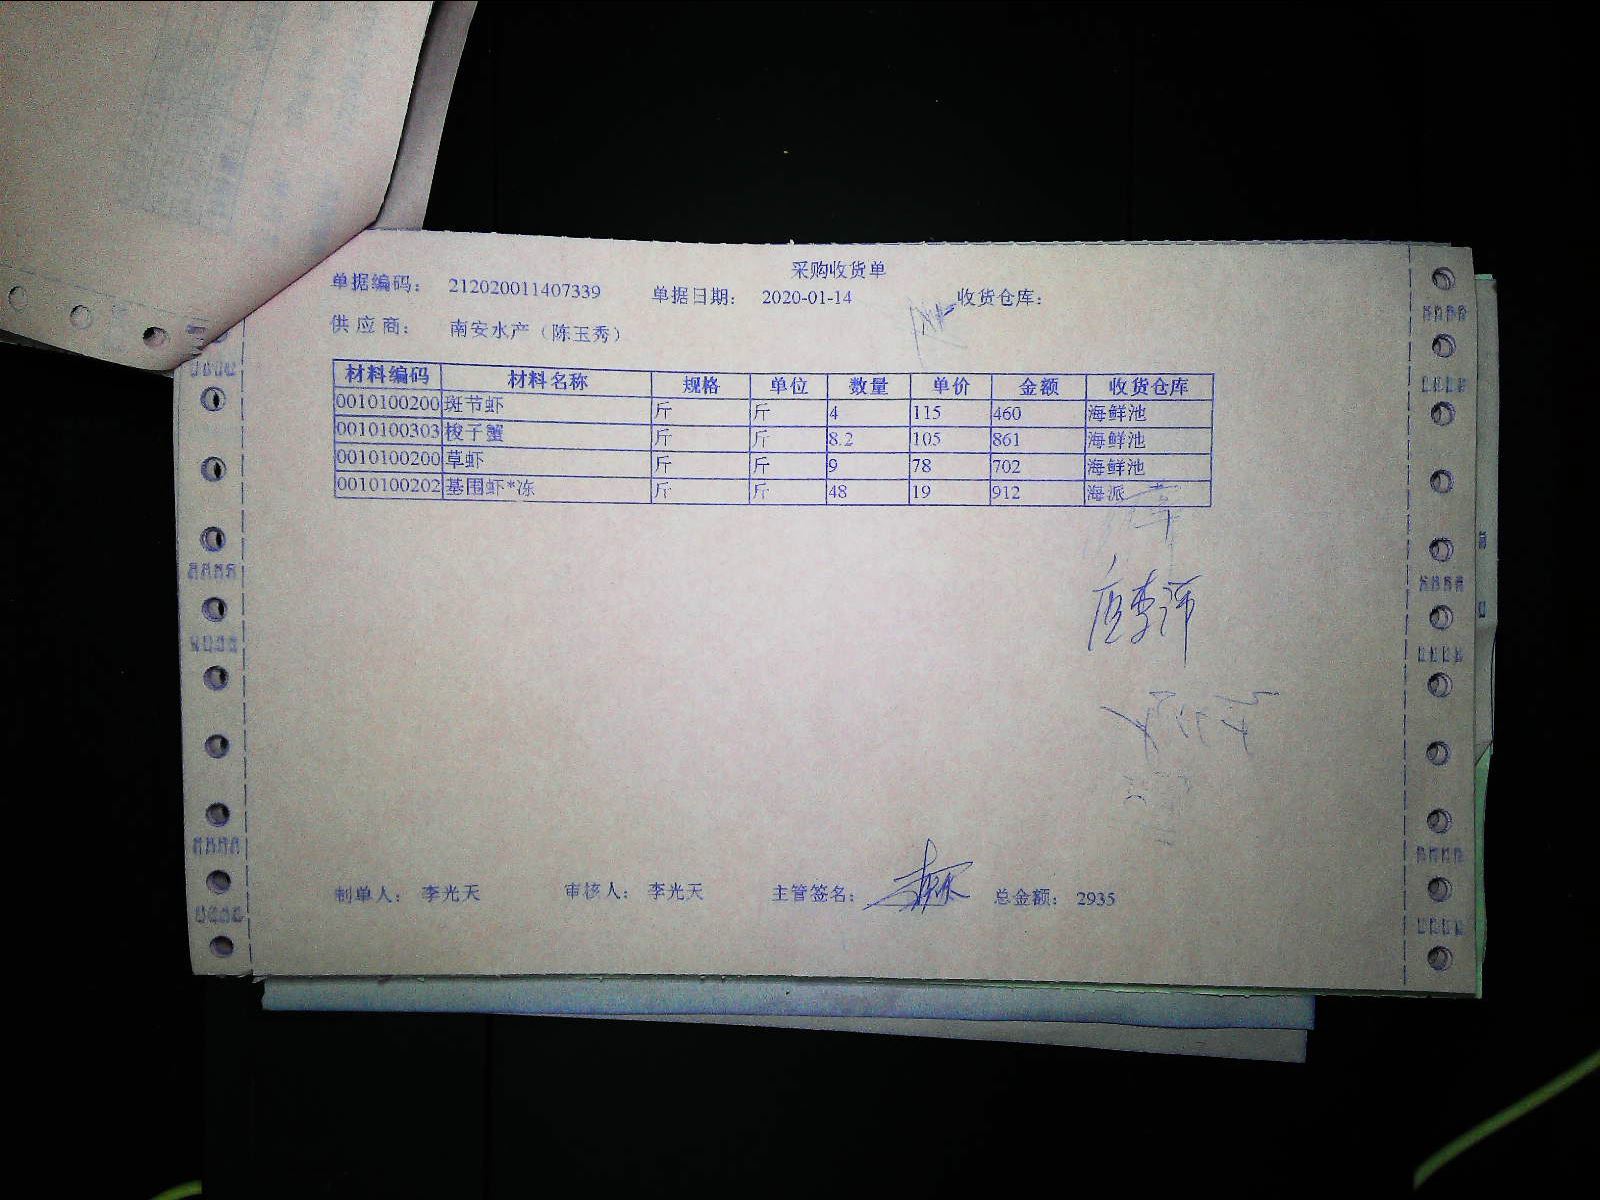 采购收货单
单据编码： 212020011407339 单据日期： 2020-01-14 收货仓库：
供应商： 南安水产（陈玉秀）
材料编码 材料名称 规格 单位 数量 单价 金额 收货仓库
0010100200 斑节虾 斤 斤 4 115 460 海鲜池
0010100303 梭子蟹 斤 斤 8.2 105 861 海鲜池
0010100200 草虾 斤 斤 9 78 702 海鲜池
0010100202 基围虾*冻 斤 斤 48 19 912 海派
制单人： 李光天 审核人： 李光天 主管签名： 总金额： 2935